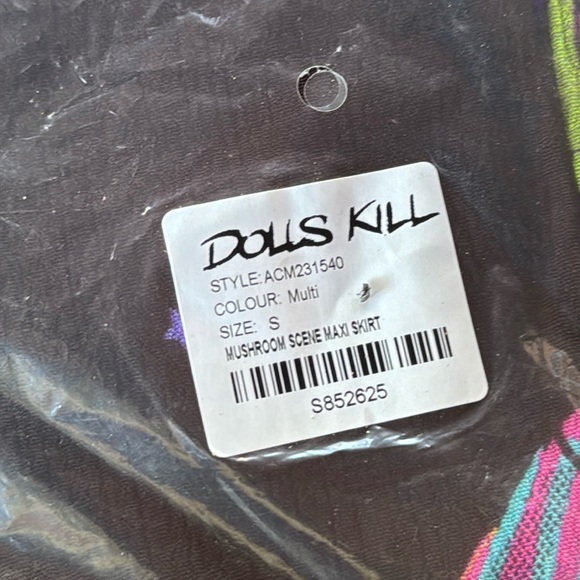 DOLLS KILL
STYLE: ACM231540
COLOUR: Multi
SIZE: S
MUSHROOM SCENE MAXI SKIRT
S852625